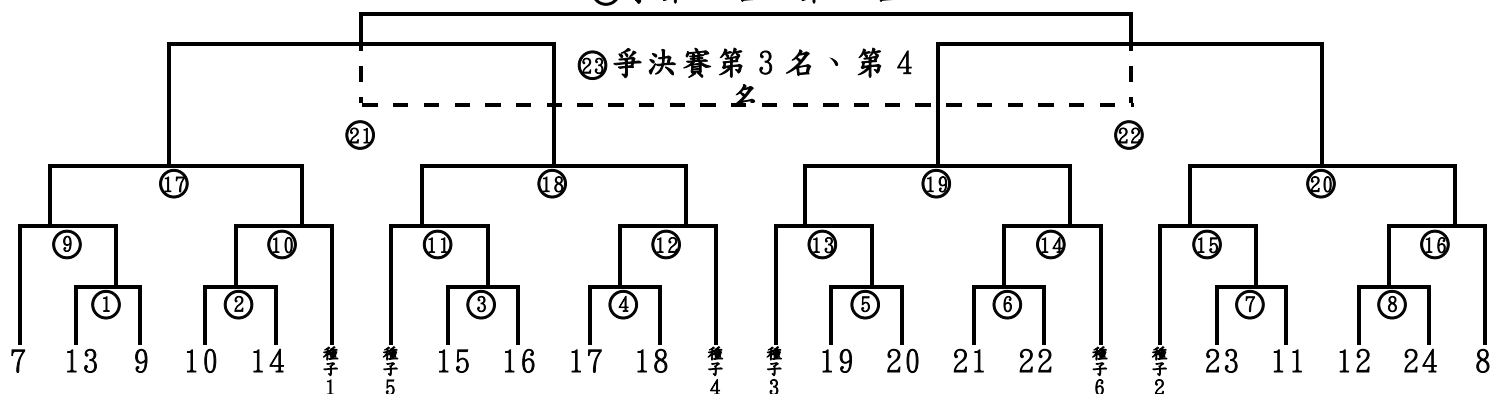 ㉓爭決賽第3名、第4
名
㉑ ㉒
⑰ ⑱ ⑲ ⑳
⑨ ⑩ ⑪ ⑫ ⑬ ⑭ ⑮ ⑯
① ② ③ ④ ⑤ ⑥ ⑦ ⑧
7 13 9 10 14 種子1 種子5 15 16 17 18 種子4 種子3 19 20 21 22 種子6 種子2 23 11 12 24 8